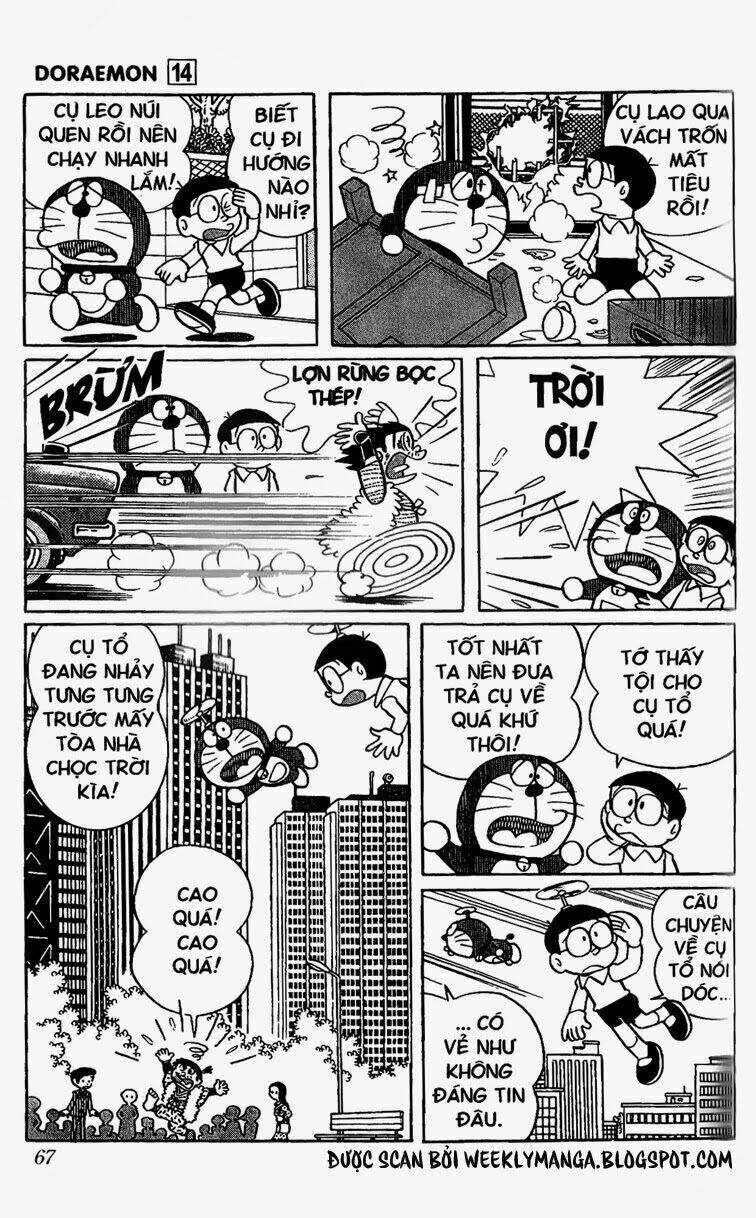 DORAEMON 14
CỤ LAO QUA
VÁCH TRỐN
MẤT
TIÊU
RỒI!
BIẾT
CỤ ĐI
HƯỚNG
NÀO
NHỈ?
CỤ LEO NÚI
QUEN RỒI NÊN
CHẠY NHANH
LẮM!
TRỜI
ƠI!
LỢN RỪNG BỌC
THÉP!
BRỪM
TỚ THẤY
TỘI CHO
CỤ TỔ
QUÁ!
TỐT NHẤT
TA NÊN ĐƯA
TRẢ CỤ VỀ
QUÁ KHỨ
THÔI!
CÂU
CHUYỆN
VỀ CỤ
TỔ NÓI
DÓC...
... CÓ
VẺ NHƯ
KHÔNG
ĐÁNG TIN
ĐÂU.
CỤ TỔ
ĐANG NHẢY
TƯNG TƯNG
TRƯỚC MẤY
TÒA NHÀ
CHỌC TRỜI
KÌA!
CAO
QUÁ!
CAO
QUÁ!
67
ĐƯỢC SCAN BỞI WEEKLYMANGA.BLOGSPOT.COM